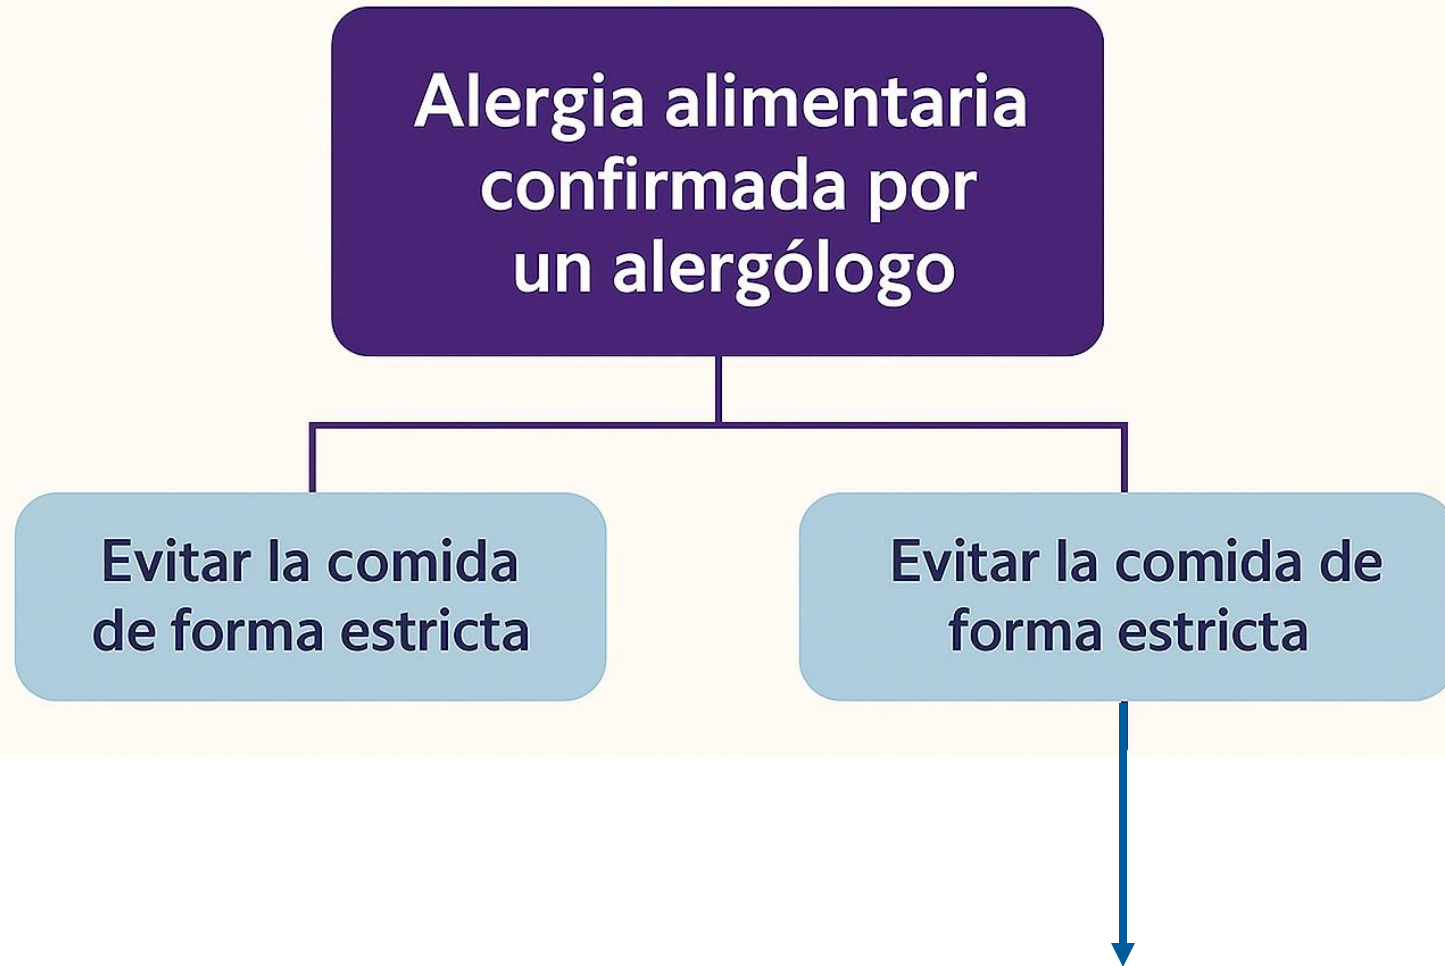 Alergia alimentaria
confirmada por
un alergólogo
Evitar la comida
de forma estricta
Evitar la comida de
forma estricta